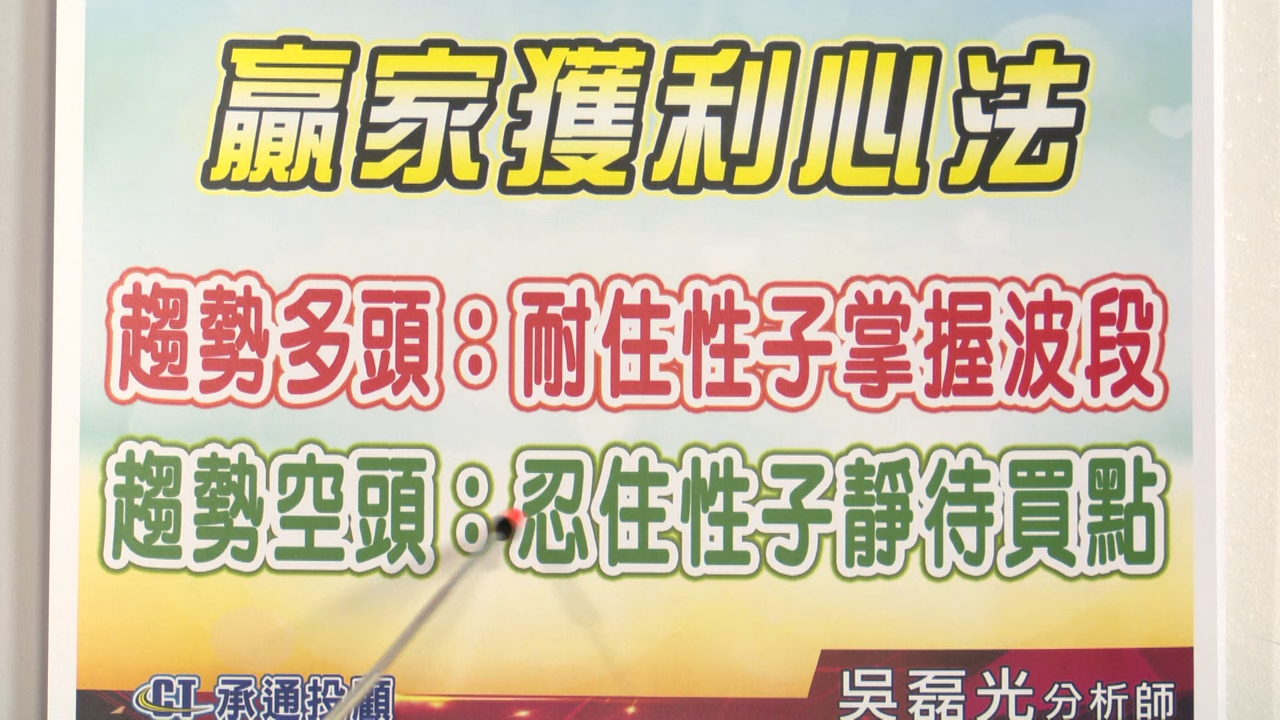 贏家獲利心法
趨勢多頭：耐住性子掌握波段
趨勢空頭：忍住性子靜待買點
CT 承通投顧
吳磊光分析師